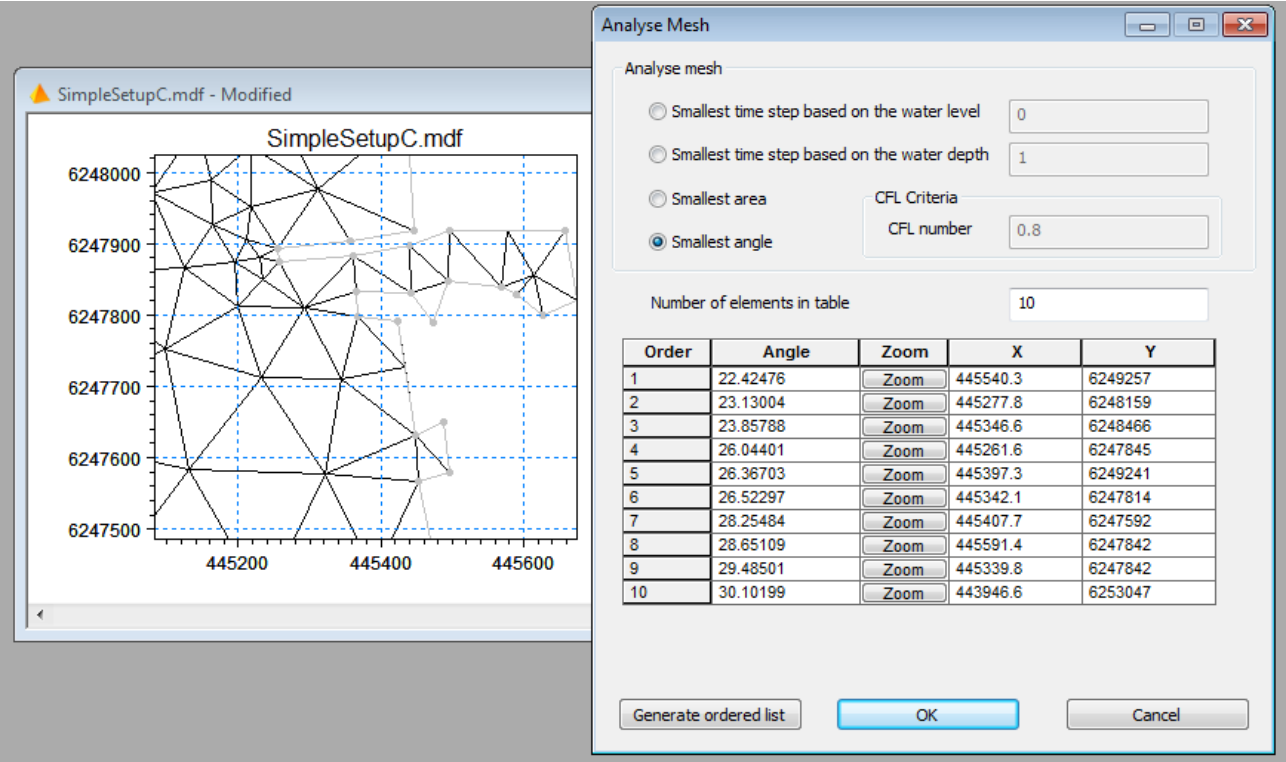 SimpleSetupC.mdf - Modified
SimpleSetupC.mdf
6248000
6247900
6247800
6247700
6247600
6247500
445200 445400 445600
Analyse Mesh
Analyse mesh
Smallest time step based on the water level 0
Smallest time step based on the water depth 1
Smallest area
CFL Criteria
Smallest angle
CFL number 0.8
Number of elements in table 10
Order Angle Zoom X Y
1 22.42476 Zoom 445540.3 6249257
2 23.13004 Zoom 445277.8 6248159
3 23.85788 Zoom 445346.6 6248466
4 26.04401 Zoom 445261.6 6247845
5 26.36703 Zoom 445397.3 6249241
6 26.52297 Zoom 445342.1 6247814
7 28.25484 Zoom 445407.7 6247592
8 28.65109 Zoom 445591.4 6247842
9 29.48501 Zoom 445339.8 6247842
10 30.10199 Zoom 443946.6 6253047
Generate ordered list OK Cancel